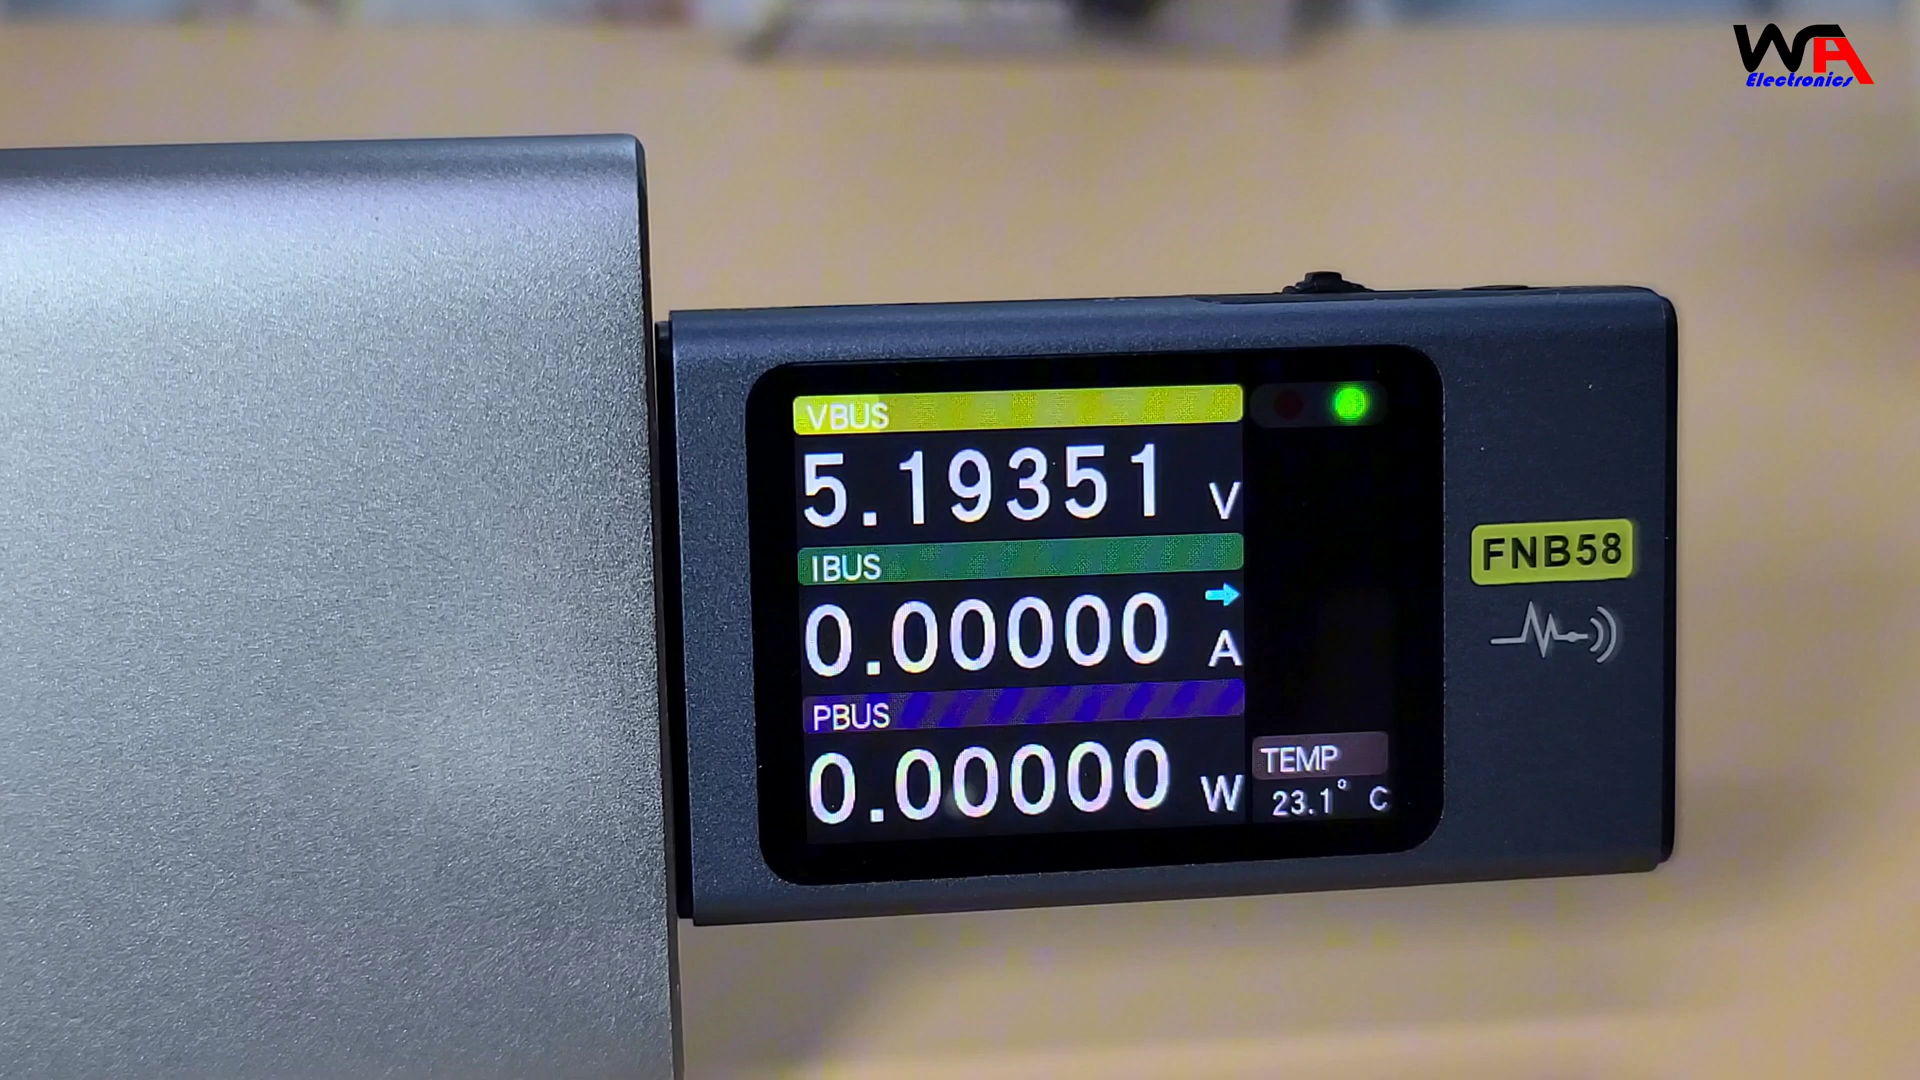 WA
Electronics
VBUS
5.19351 V
IBUS
0.00000 A
PBUS
0.00000 W
TEMP
23.1° C
FNB58